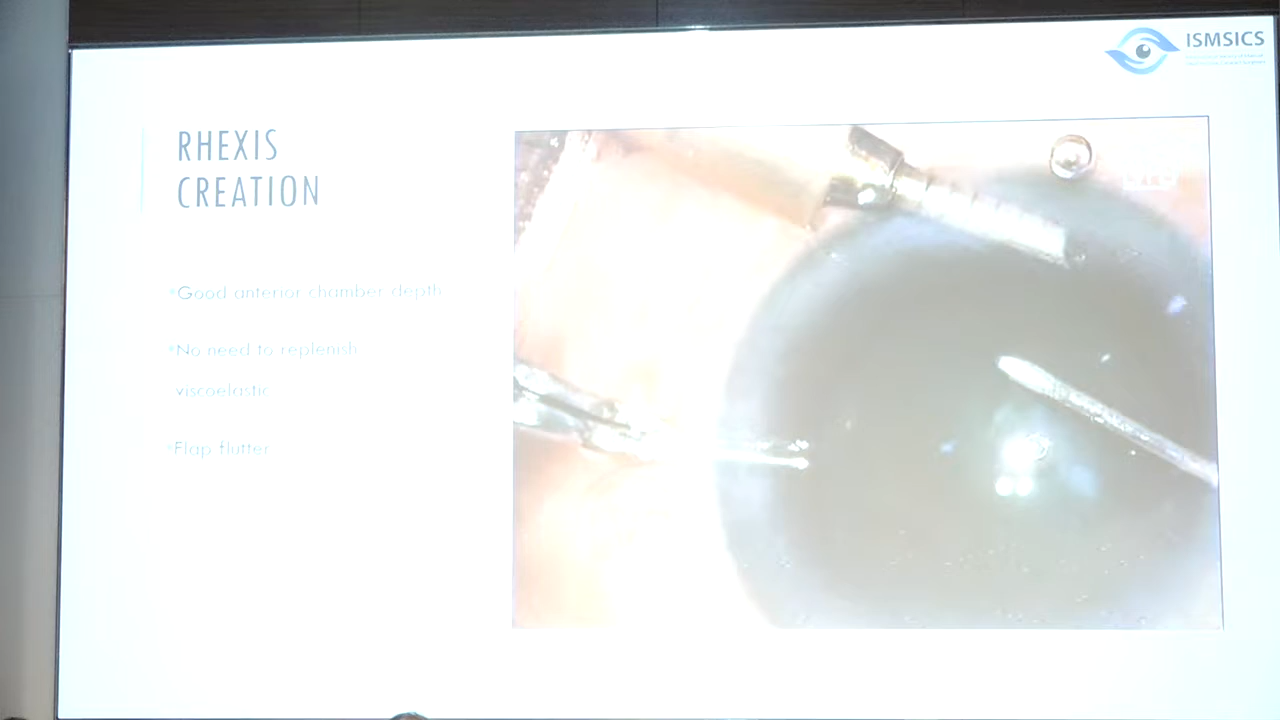 ISMSICS
RHEXIS
CREATION
Good anterior chamber depth
No need to replenish
viscoelastic
Flap flutter